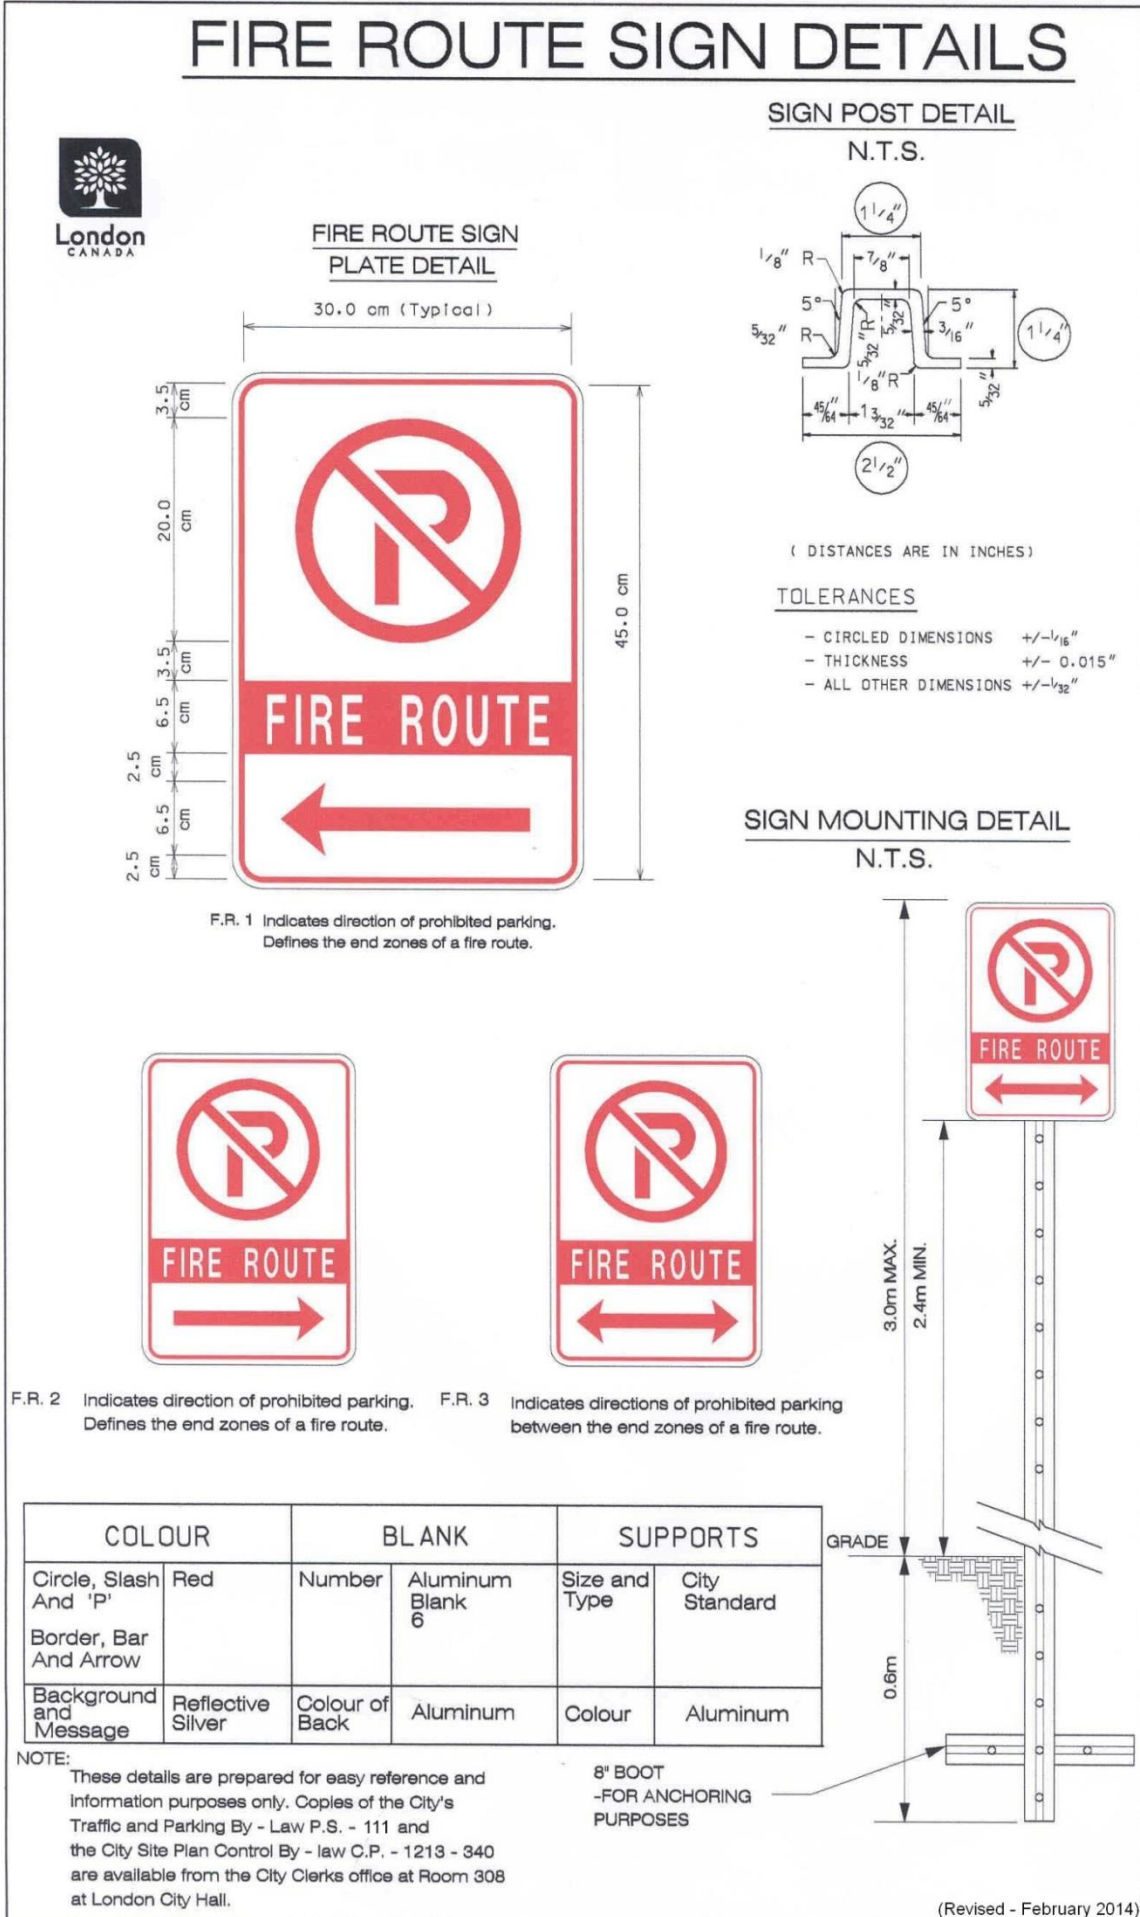 FIRE ROUTE SIGN DETAILS
London
CANADA
FIRE ROUTE SIGN
PLATE DETAIL
30.0 cm (Typical)
3.5 cm
20.0 cm
3.5 cm
6.5 cm
2.5 cm
6.5 cm
2.5 cm
45.0 cm
P
FIRE ROUTE
F.R. 1 Indicates direction of prohibited parking.
Defines the end zones of a fire route.
SIGN POST DETAIL
N.T.S.
1 1/4"
1/8" R
7/8"
5°
5°
5/32" R
5/32" R
5/32"
3/16"
1 1/4"
1/8" R
5/32"
45/64"
1 3/32"
45/64"
2 1/2"
( DISTANCES ARE IN INCHES)
TOLERANCES
- CIRCLED DIMENSIONS +/-1/16"
- THICKNESS +/- 0.015"
- ALL OTHER DIMENSIONS +/-1/32"
SIGN MOUNTING DETAIL
N.T.S.
P
FIRE ROUTE
3.0m MAX.
2.4m MIN.
GRADE
0.6m
8" BOOT
-FOR ANCHORING
PURPOSES
P
FIRE ROUTE
F.R. 2 Indicates direction of prohibited parking.
Defines the end zones of a fire route.
P
FIRE ROUTE
F.R. 3 Indicates directions of prohibited parking
between the end zones of a fire route.
COLOUR BLANK SUPPORTS
Circle, Slash
And 'P'
Border, Bar
And Arrow
Red
Number
Aluminum
Blank
6
Size and
Type
City
Standard
Background
and
Message
Reflective
Silver
Colour of
Back
Aluminum
Colour
Aluminum
NOTE:
These details are prepared for easy reference and
information purposes only. Copies of the City's
Traffic and Parking By - Law P.S. - 111 and
the City Site Plan Control By - law C.P. - 1213 - 340
are available from the City Clerks office at Room 308
at London City Hall.
(Revised - February 2014)